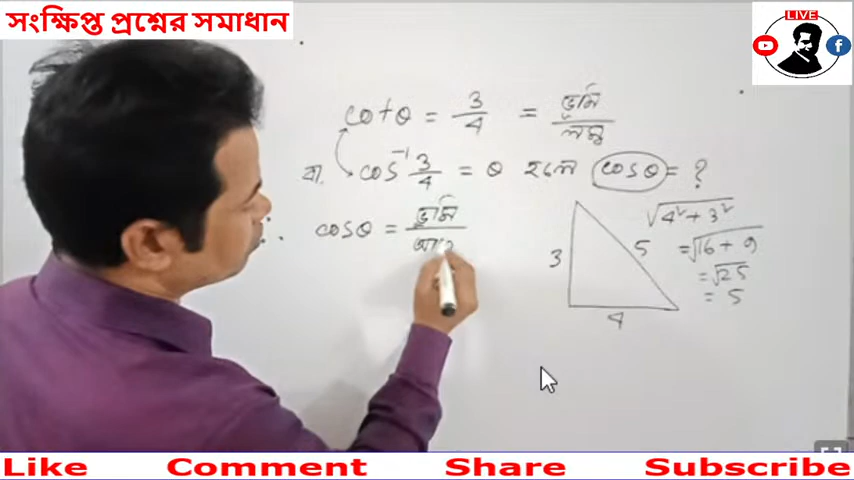 সংক্ষিপ্ত প্রশ্নের সমাধান
LIVE
cotθ = 3/4 = ভূমি/লম্ব
বা. cos⁻¹ 3/4 = θ হলে cosθ = ?
cosθ = ভূমি/
3
4
5
√4²+3²
=√16+9
=√25
= 5
Like Comment Share Subscribe